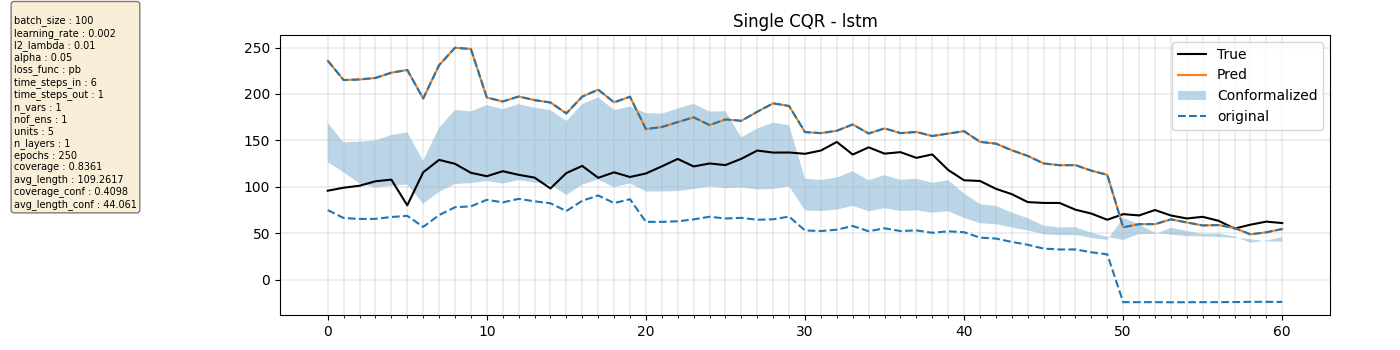 batch_size : 100
learning_rate : 0.002
l2_lambda : 0.01
alpha : 0.05
loss_func : pb
time_steps_in : 6
time_steps_out : 1
n_vars : 1
nof_ens : 1
units : 5
n_layers : 1
epochs : 250
coverage : 0.8361
avg_length : 109.2617
coverage_conf : 0.4098
avg_length_conf : 44.061
Single CQR - lstm
250
200
150
100
50
0
True
Pred
Conformalized
original
0 10 20 30 40 50 60